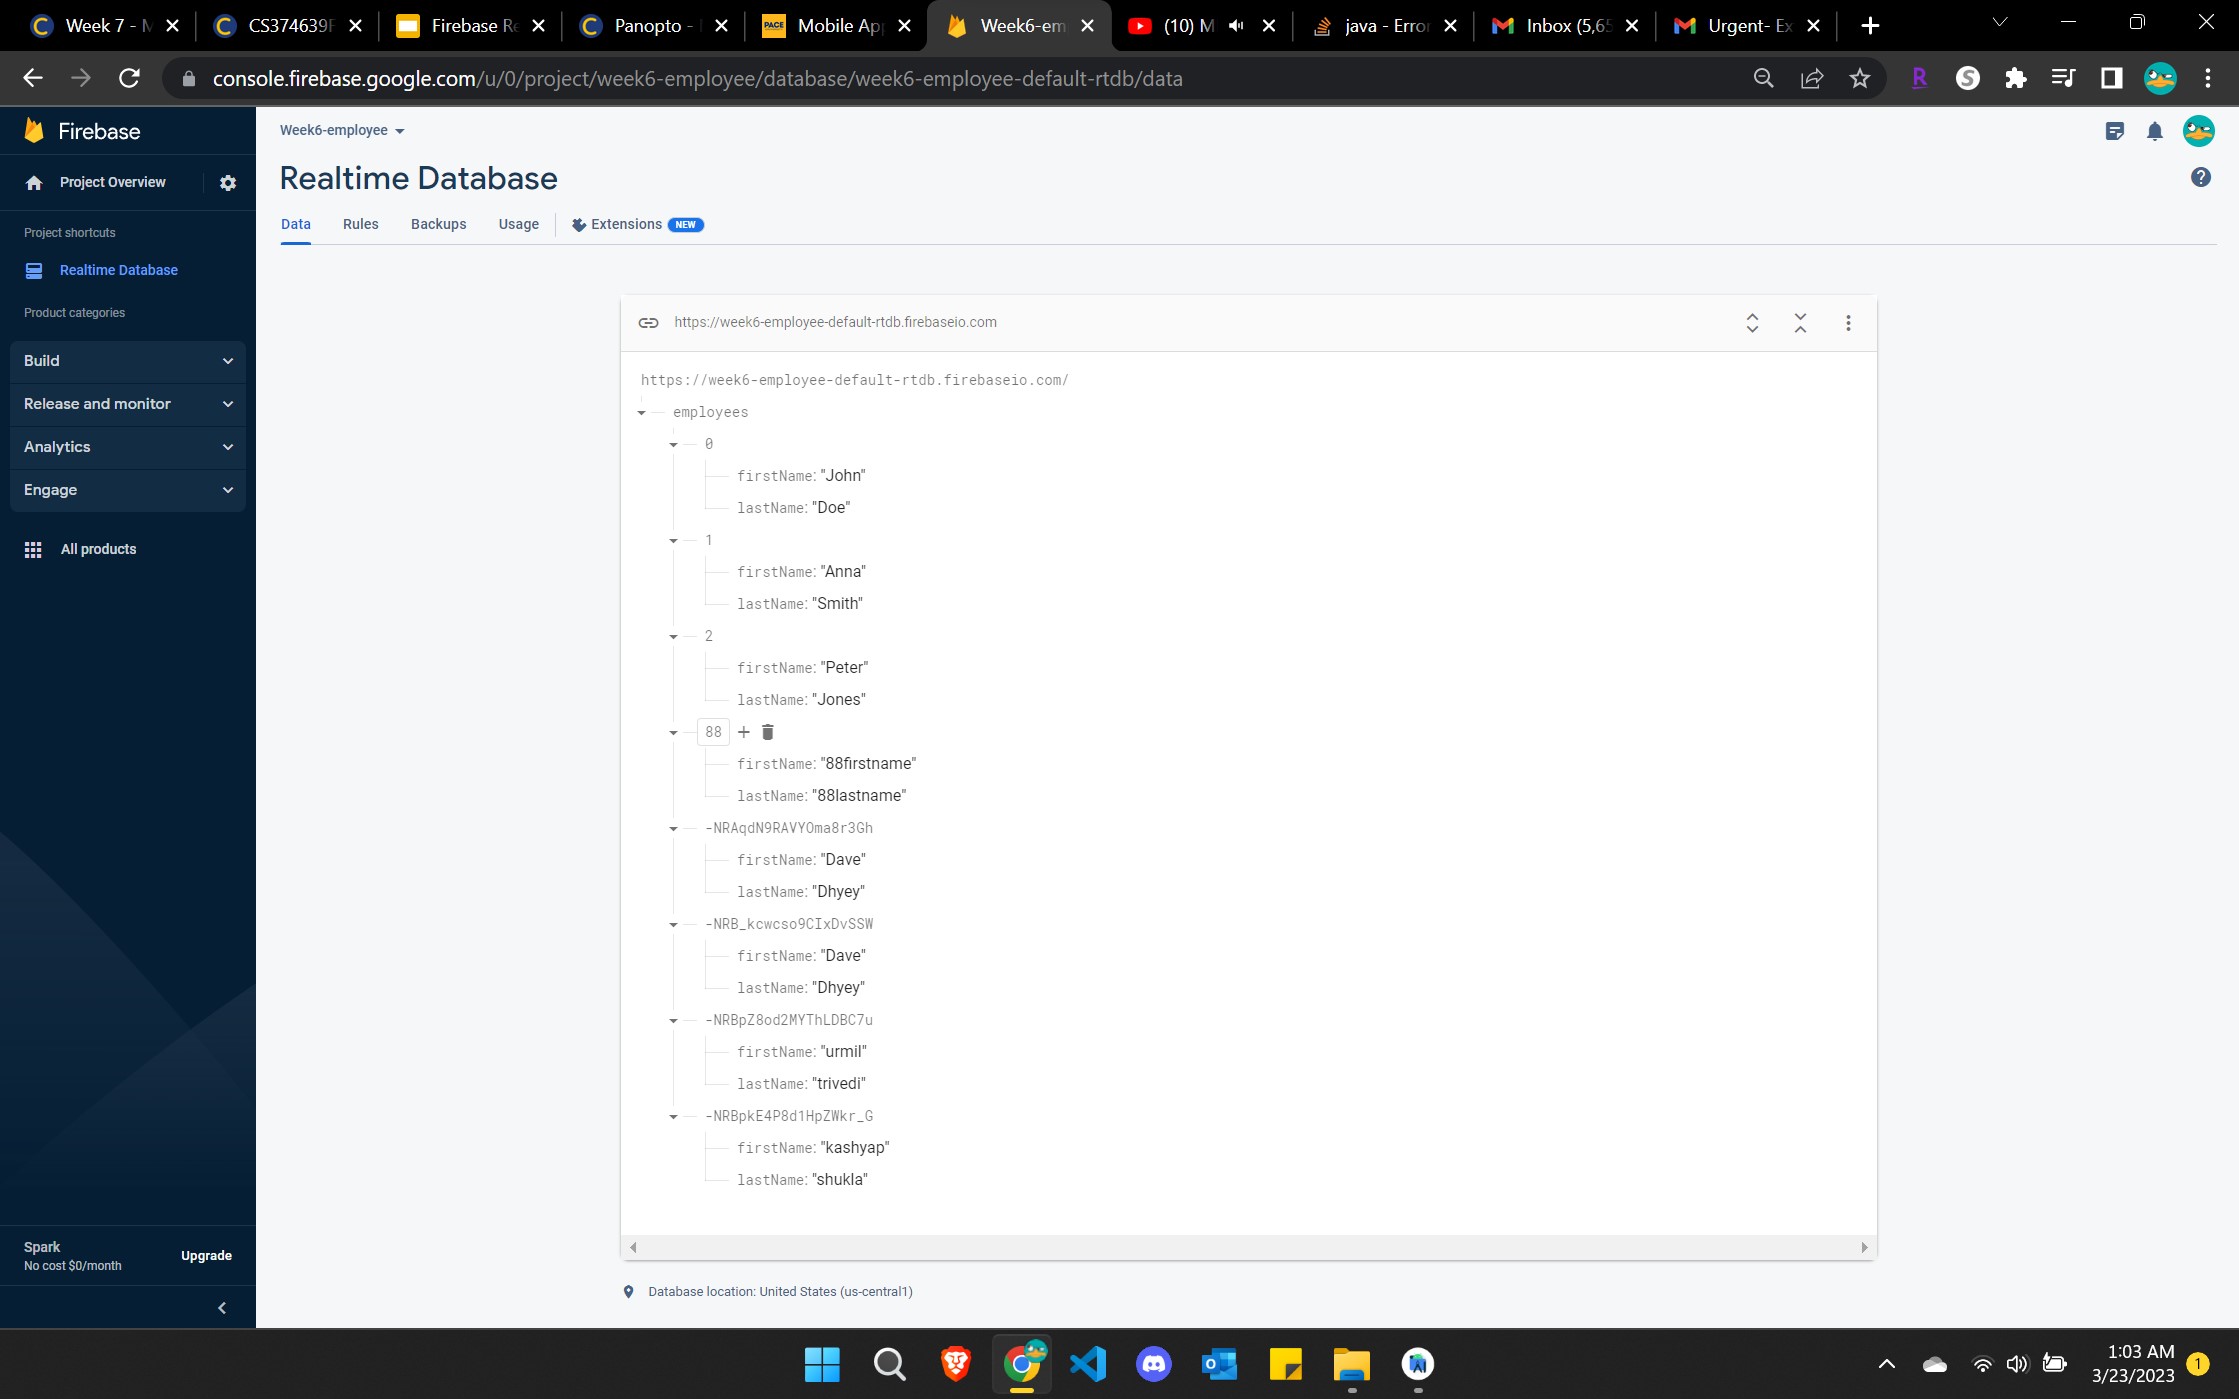 Week 7 - M
CS374639F
Firebase Re
Panopto -
PACE Mobile Ap
Week6-em
(10) M
java - Erro
Inbox (5,65
Urgent- Ex
console.firebase.google.com/u/0/project/week6-employee/database/week6-employee-default-rtdb/data
Firebase
Project Overview
Project shortcuts
Realtime Database
Product categories
Build
Release and monitor
Analytics
Engage
All products
Spark
No cost $0/month
Upgrade
Week6-employee
Realtime Database
Data Rules Backups Usage Extensions NEW
https://week6-employee-default-rtdb.firebaseio.com
https://week6-employee-default-rtdb.firebaseio.com/
employees
0
firstName: "John"
lastName: "Doe"
1
firstName: "Anna"
lastName: "Smith"
2
firstName: "Peter"
lastName: "Jones"
88
firstName: "88firstname"
lastName: "88lastname"
-NRAqdN9RAVYOma8r3Gh
firstName: "Dave"
lastName: "Dhyey"
-NRB_kcwcso9CIxDvSSW
firstName: "Dave"
lastName: "Dhyey"
-NRBpZ8od2MYThLDBC7u
firstName: "urmil"
lastName: "trivedi"
-NRBpkE4P8d1HpZWkr_G
firstName: "kashyap"
lastName: "shukla"
Database location: United States (us-central1)
1:03 AM
3/23/2023
1